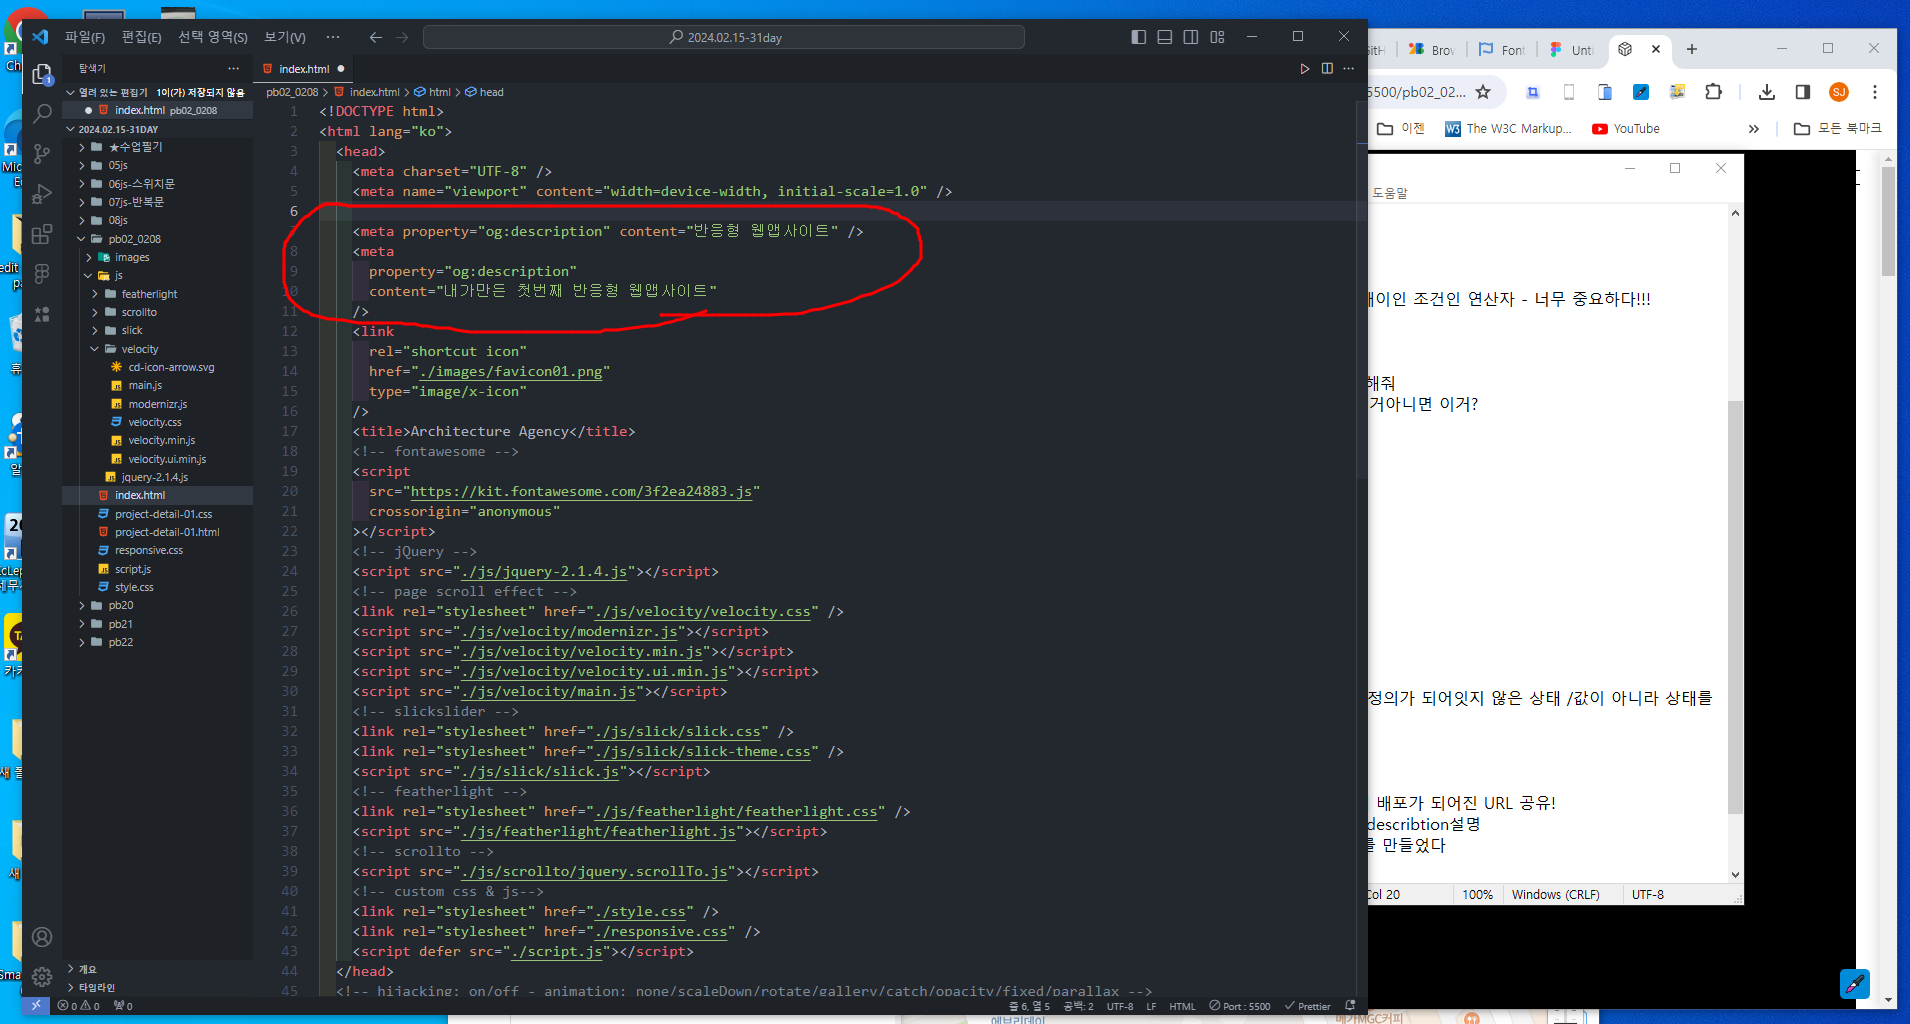 파일(F) 편집(E) 선택 영역(S) 보기(V) ··· 2024.02.15-31day
탐색기 ···
열려 있는 편집기 1이(가) 저장되지 않음
index.html pb02_0208
2024.02.15-31DAY
★수업필기
05js
06js-스위치문
07js-반복문
08js
pb02_0208
images
js
featherlight
scrollto
slick
velocity
cd-icon-arrow.svg
main.js
modernizr.js
velocity.css
velocity.min.js
velocity.ui.min.js
jquery-2.1.4.js
index.html
project-detail-01.css
project-detail-01.html
responsive.css
script.js
style.css
pb20
pb21
pb22
개요
타임라인
index.html
pb02_0208 > index.html > html > head
1 <!DOCTYPE html>
2 <html lang="ko">
3 <head>
4 <meta charset="UTF-8" />
5 <meta name="viewport" content="width=device-width, initial-scale=1.0" />
6
<meta property="og:description" content="반응형 웹앱사이트" />
8 <meta
9 property="og:description"
10 content="내가만든 첫번째 반응형 웹앱사이트"
11 />
12 <link
13 rel="shortcut icon"
14 href="./images/favicon01.png"
15 type="image/x-icon"
16 />
17 <title>Architecture Agency</title>
18 <!-- fontawesome -->
19 <script
20 src="https://kit.fontawesome.com/3f2ea24883.js"
21 crossorigin="anonymous"
22 ></script>
23 <!-- jQuery -->
24 <script src="./js/jquery-2.1.4.js"></script>
25 <!-- page scroll effect -->
26 <link rel="stylesheet" href="./js/velocity/velocity.css" />
27 <script src="./js/velocity/modernizr.js"></script>
28 <script src="./js/velocity/velocity.min.js"></script>
29 <script src="./js/velocity/velocity.ui.min.js"></script>
30 <script src="./js/velocity/main.js"></script>
31 <!-- slickslider -->
32 <link rel="stylesheet" href="./js/slick/slick.css" />
33 <link rel="stylesheet" href="./js/slick/slick-theme.css" />
34 <script src="./js/slick/slick.js"></script>
35 <!-- featherlight -->
36 <link rel="stylesheet" href="./js/featherlight/featherlight.css" />
37 <script src="./js/featherlight/featherlight.js"></script>
38 <!-- scrollto -->
39 <script src="./js/scrollto/jquery.scrollTo.js"></script>
40 <!-- custom css & js-->
41 <link rel="stylesheet" href="./style.css" />
42 <link rel="stylesheet" href="./responsive.css" />
43 <script defer src="./script.js"></script>
44 </head>
45 <!-- hijacking: on/off - animation: none/scaleDown/rotate/gallery/catch/opacity/fixed/parallax -->
0 0 0 줄 6, 열 5 공백: 2 UTF-8 LF HTML Port : 5500 Prettier
Brow Font Unti
5500/pb02_02... SJ
이젠 The W3C Markup... YouTube » 모든 북마크
도움말
조건인 연산자 - 너무 중요하다!!!
해줘
거아니면 이거?
정의가 되어잇지 않은 상태 /값이 아니라 상태를
배포가 되어진 URL 공유!
describtion설명
를 만들었다
Col 20 100% Windows (CRLF) UTF-8
에브리데이
메가MGC커피